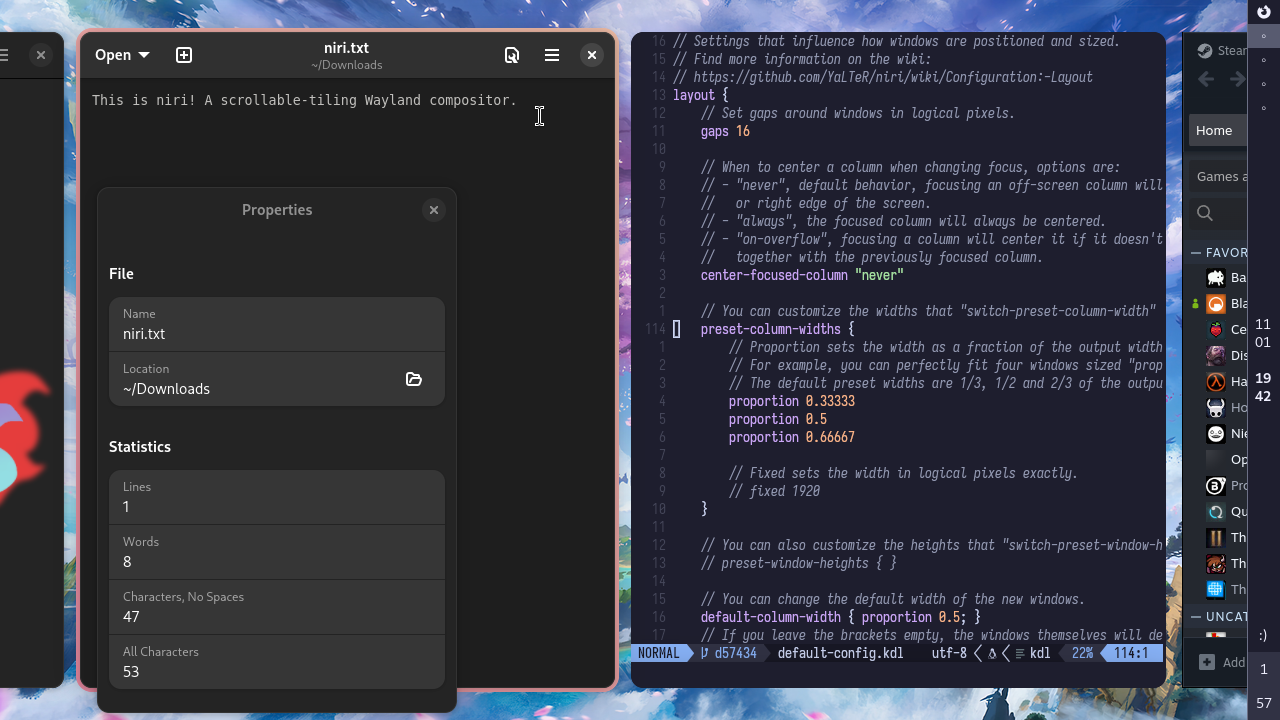 Open
niri.txt
~/Downloads
This is niri! A scrollable-tiling Wayland compositor.
Properties
File
Name
niri.txt
Location
~/Downloads
Statistics
Lines
1
Words
8
Characters, No Spaces
47
All Characters
53
16 // Settings that influence how windows are positioned and sized.
15 // Find more information on the wiki:
14 // https://github.com/YaLTeR/niri/wiki/Configuration:-Layout
13 layout {
12 // Set gaps around windows in logical pixels.
11 gaps 16
10
9 // When to center a column when changing focus, options are:
8 // - "never", default behavior, focusing an off-screen column will
7 //   or right edge of the screen.
6 // - "always", the focused column will always be centered.
5 // - "on-overflow", focusing a column will center it if it doesn't
4 //   together with the previously focused column.
3 center-focused-column "never"
2
1 // You can customize the widths that "switch-preset-column-width"
114 preset-column-widths {
1 // Proportion sets the width as a fraction of the output width
2 // For example, you can perfectly fit four windows sized "prop
3 // The default preset widths are 1/3, 1/2 and 2/3 of the outpu
4 proportion 0.33333
5 proportion 0.5
6 proportion 0.66667
7
8 // Fixed sets the width in logical pixels exactly.
9 // fixed 1920
10 }
11
12 // You can also customize the heights that "switch-preset-window-h
13 // preset-window-heights { }
14
15 // You can change the default width of the new windows.
16 default-column-width { proportion 0.5; }
17 // If you leave the brackets empty, the windows themselves will de
NORMAL d57434 default-config.kdl utf-8 kdl 22% 114:1
Stear
Home
Games a
FAVOR
Ba
Bla
Ce
Dis
Ha
Ho
Nie
Op
Pro
Qu
Th
Th
Th
UNCAT
Add
11
01
19
42
:)
1
57